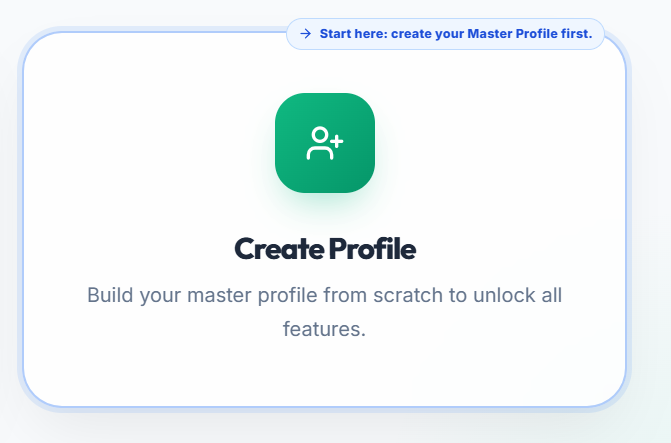 Start here: create your Master Profile first.
Create Profile
Build your master profile from scratch to unlock all
features.